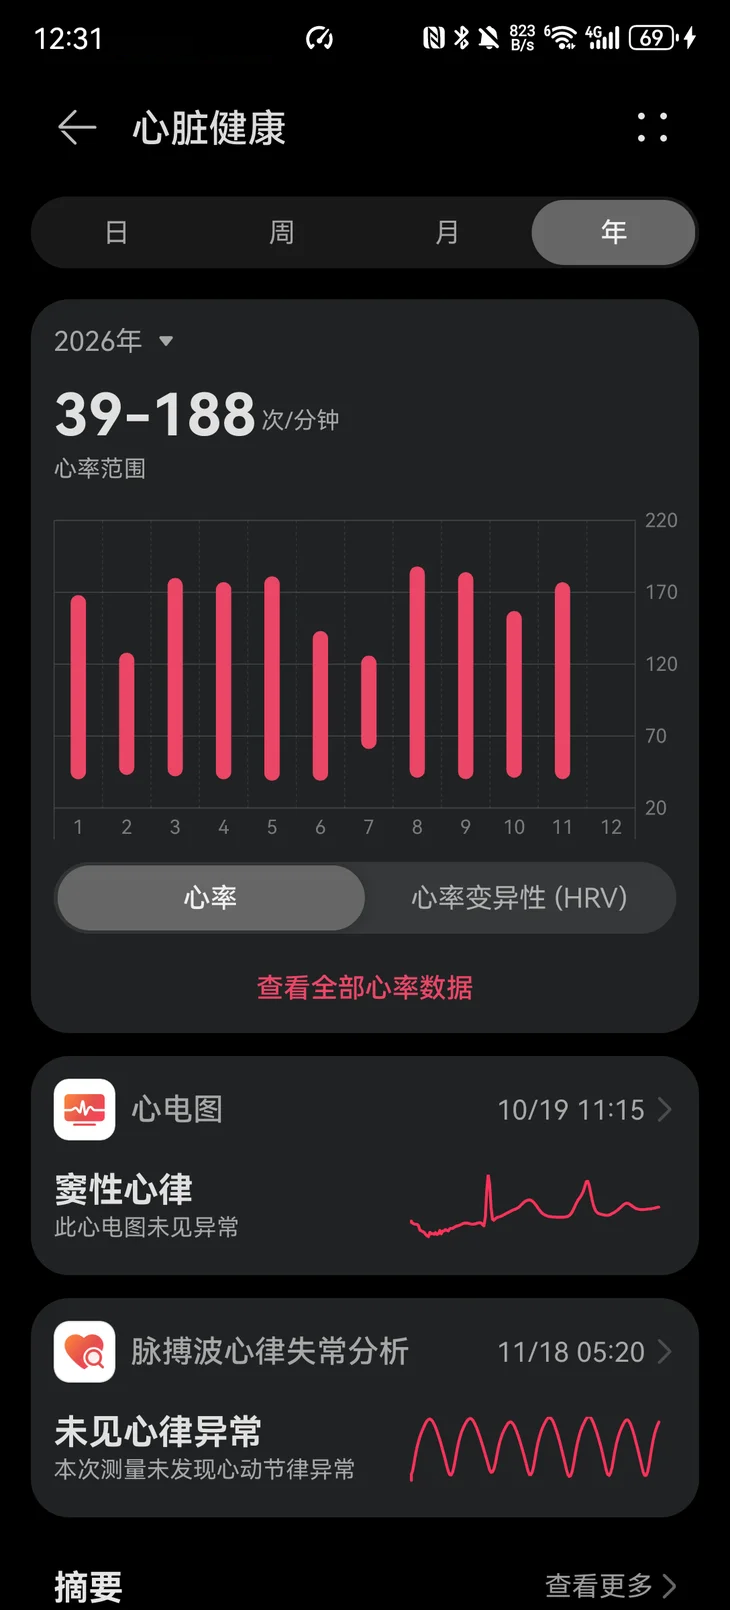 12:31
823 B/s 6 4G 69
心脏健康
日 周 月 年
2026年
39-188 次/分钟
心率范围
220
170
120
70
20
1 2 3 4 5 6 7 8 9 10 11 12
心率 心率变异性 (HRV)
查看全部心率数据
心电图 10/19 11:15
窦性心律
此心电图未见异常
脉搏波心律失常分析 11/18 05:20
未见心律异常
本次测量未发现心动节律异常
摘要 查看更多